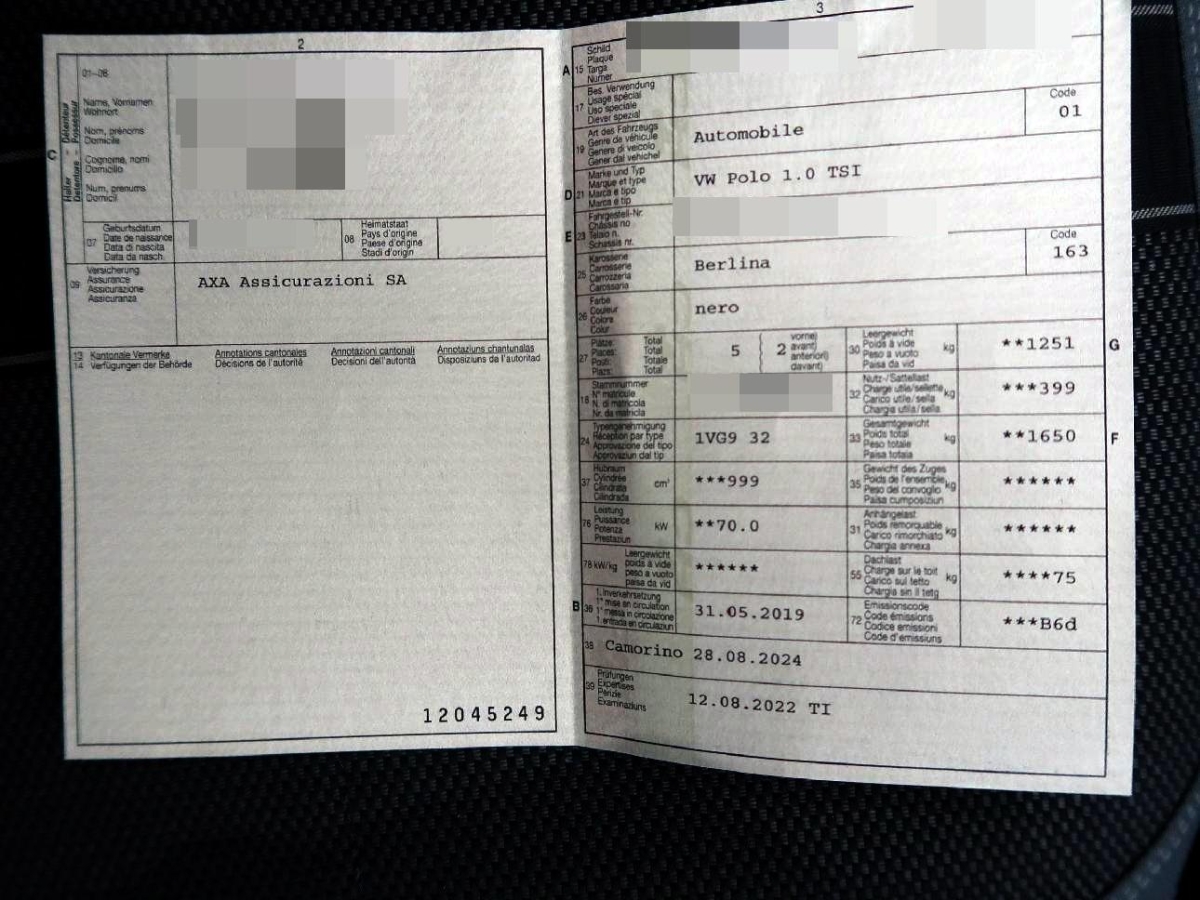 2
01-08
Name, Vornamen
Wohnort
Nom, prénoms
Domicile
Cognome, nomi
Domicilio
Num, prenums
Domicil
C
Halter - Détenteur
Detentore - Possessur
07
Geburtsdatum
Date de naissance
Data di nascita
Data da nasch.
08
Heimatstaat
Pays d'origine
Paese d'origine
Stadi d'origin
09
Versicherung
Assurance
Assicurazione
Assicuranza
AXA Assicurazioni SA
13 Kantonale Vermerke
14 Verfügungen der Behörde
Annotations cantonales
Décisions de l'autorité
Annotazioni cantonali
Decisioni dell'autorità
Annotaziuns chantunalas
Disposiziuns da l'autoritad
12045249
3
A 15
Schild
Plaque
Targa
Numer
17
Bes. Verwendung
Usage spécial
Uso speciale
Diever spezial
19
Art des Fahrzeugs
Genre de véhicule
Genere di veicolo
Gener dal vehichel
Automobile
Code
01
D 21
Marke und Typ
Marque et type
Marca e tipo
Marca e tip
VW Polo 1.0 TSI
E 23
Fahrgestell-Nr.
Châssis no
Telaio n.
Schassis nr.
25
Karosserie
Carrosserie
Carrozzeria
Carossaria
Berlina
Code
163
26
Farbe
Couleur
Colore
Colur
nero
27
Plätze: Total
Places: Total
Posti: Totale
Plazs: Total
5
2
vorne)
avant)
anteriori)
davant)
30
Leergewicht
Poids à vide
Peso a vuoto
Paisa da vid
kg
**1251
G
18
Stammnummer
N° matricule
N. di matricola
Nr. da matricla
32
Nutz-/Sattellast
Charge utile/sellette
Carico utile/sella
Chargia utila/sella
kg
***399
24
Typengenehmigung
Réception par type
Approvazione del tipo
Approvaziun dal tip
1VG9 32
33
Gesamtgewicht
Poids total
Peso totale
Paisa totala
kg
**1650
F
37
Hubraum
Cylindrée
Cilindrata
Cilindrada
cm³
***999
35
Gewicht des Zuges
Poids de l'ensemble
Peso del convoglio
Paisa cumposiziun
kg
******
76
Leistung
Puissance
Potenza
Prestaziun
kW
**70.0
31
Anhängelast
Poids remorquable
Carico rimorchiato
Chargia annexa
kg
******
78 kW/kg
Leergewicht
poids à vide
peso a vuoto
paisa da vid
******
55
Dachlast
Charge sur le toit
Carico sul tetto
Chargia sin il tetg
kg
****75
B 36
1. Inverkehrsetzung
1re mise en circulation
1a messa in circolazione
1. entrada en circulaziun
31.05.2019
72
Emissionscode
Code émissions
Codice emissioni
Code d'emissiuns
***B6d
38 Camorino 28.08.2024
39
Prüfungen
Expertises
Perizie
Examinaziuns
12.08.2022 TI